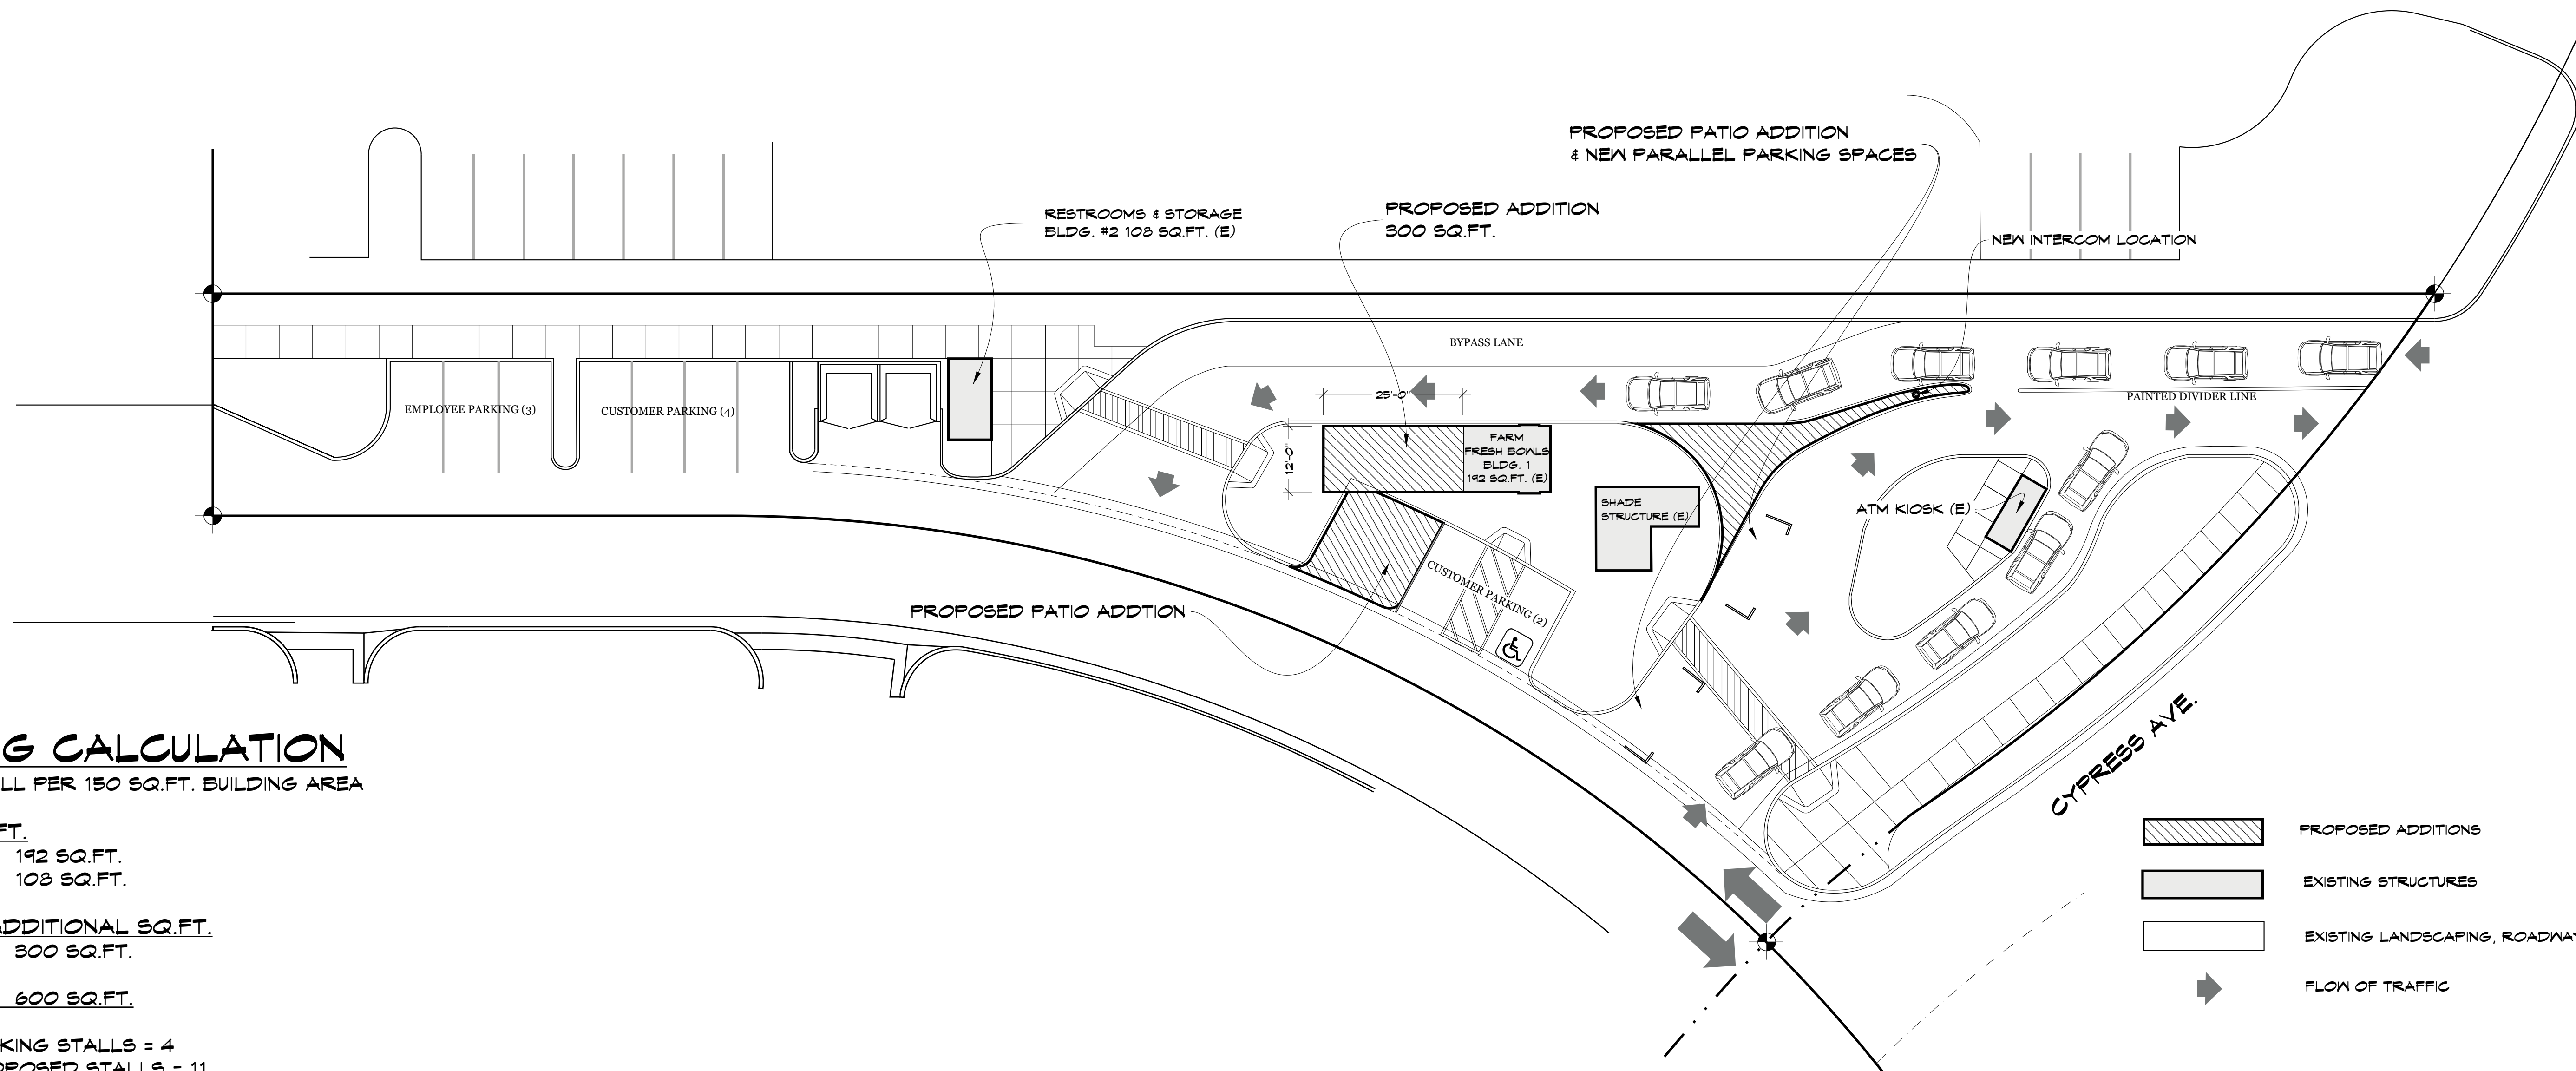 PROPOSED PATIO ADDITION
& NEW PARALLEL PARKING SPACES
RESTROOMS & STORAGE
BLDG. #2 108 SQ.FT. (E)
PROPOSED ADDITION
300 SQ.FT.
NEW INTERCOM LOCATION
BYPASS LANE
25'-0"
PAINTED DIVIDER LINE
EMPLOYEE PARKING (3)
CUSTOMER PARKING (4)
12'-0"
FARM
FRESH BOWLS
BLDG. 1
192 SQ.FT. (E)
SHADE
STRUCTURE (E)
ATM KIOSK (E)
CUSTOMER PARKING (2)
PROPOSED PATIO ADDTION
CYPRESS AVE.
G CALCULATION
LL PER 150 SQ.FT. BUILDING AREA
FT.
192 SQ.FT.
108 SQ.FT.
ADDITIONAL SQ.FT.
300 SQ.FT.
600 SQ.FT.
KING STALLS = 4
OPOSED STALLS = 11
PROPOSED ADDITIONS
EXISTING STRUCTURES
EXISTING LANDSCAPING, ROADWAY
FLOW OF TRAFFIC